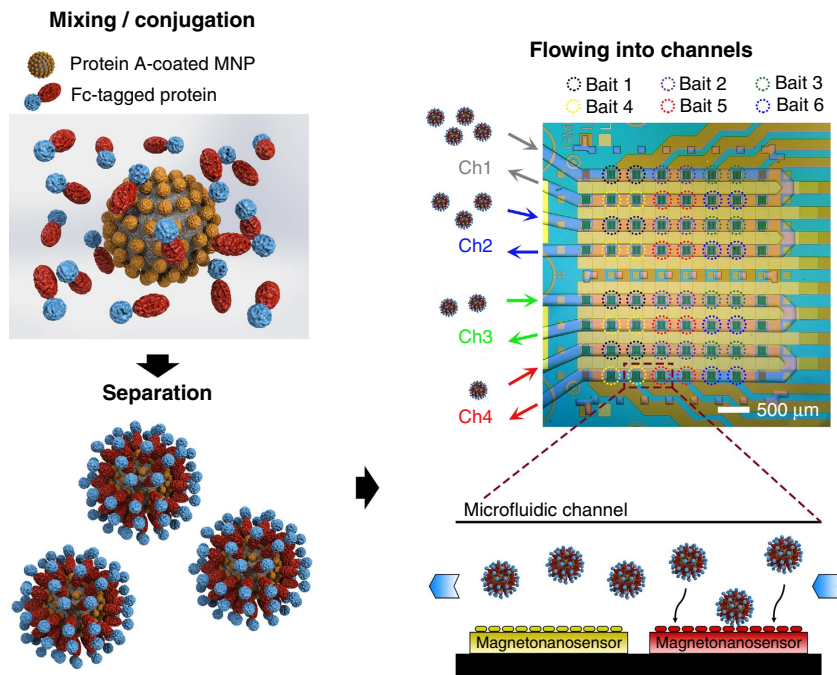 Mixing / conjugation
Protein A-coated MNP
Fc-tagged protein
Separation
Flowing into channels
Bait 1
Bait 2
Bait 3
Bait 4
Bait 5
Bait 6
Ch1
Ch2
Ch3
Ch4
500 µm
Microfluidic channel
Magnetonanosensor
Magnetonanosensor